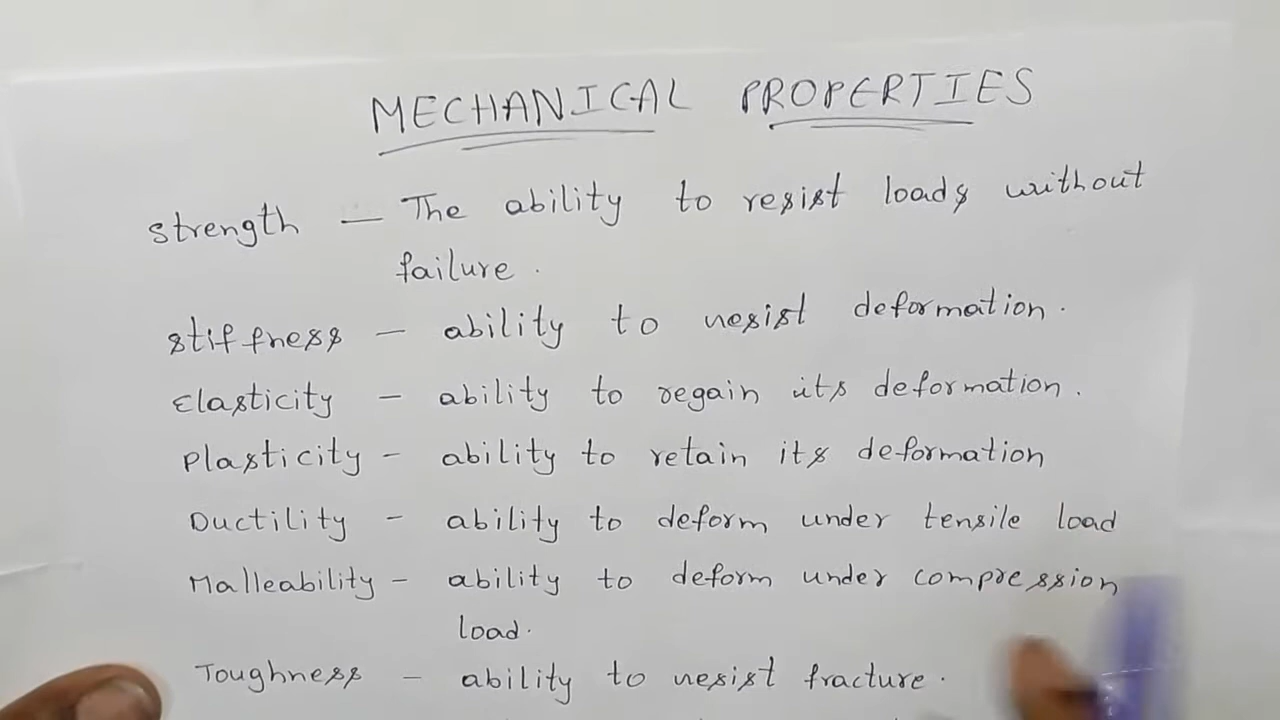 MECHANICAL PROPERTIES
strength — The ability to resist loads without
failure.
stiffness — ability to resist deformation.
Elasticity - ability to regain its deformation.
Plasticity - ability to retain its deformation
Ductility - ability to deform under tensile load
Malleability - ability to deform under compression
load.
Toughness - ability to resist fracture.